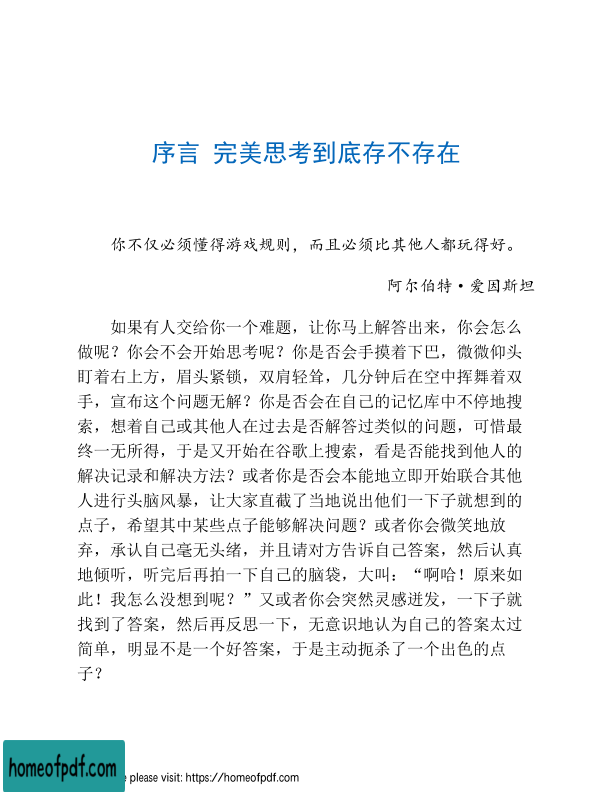 序言 完美思考到底存不存在
你不仅必须懂得游戏规则，而且必须比其他人都玩得好。
阿尔伯特·爱因斯坦
如果有人交给你一个难题，让你马上解答出来，你会怎么
做呢？你会不会开始思考呢？你是否会手摸着下巴，微微仰头
盯着右上方，眉头紧锁，双肩轻耸，几分钟后在空中挥舞着双
手，宣布这个问题无解？你是否会在自己的记忆库中不停地搜
索，想着自己或其他人在过去是否解答过类似的问题，可惜最
终一无所得，于是又开始在谷歌上搜索，看是否能找到他人的
解决记录和解决方法？或者你是否会本能地立即开始联合其他
人进行头脑风暴，让大家直截了当地说出他们一下子就想到的
点子，希望其中某些点子能够解决问题？或者你会微笑地放
弃，承认自己毫无头绪，并且请对方告诉自己答案，然后认真
地倾听，听完后再拍一下自己的脑袋，大叫：“啊哈！原来如
此！我怎么没想到呢？”又或者你会突然灵感迸发，一下子就
找到了答案，然后再反思一下，无意识地认为自己的答案太过
简单，明显不是一个好答案，于是主动扼杀了一个出色的点
子？
homeofpdf.com
e please visit: https://homeofpdf.com